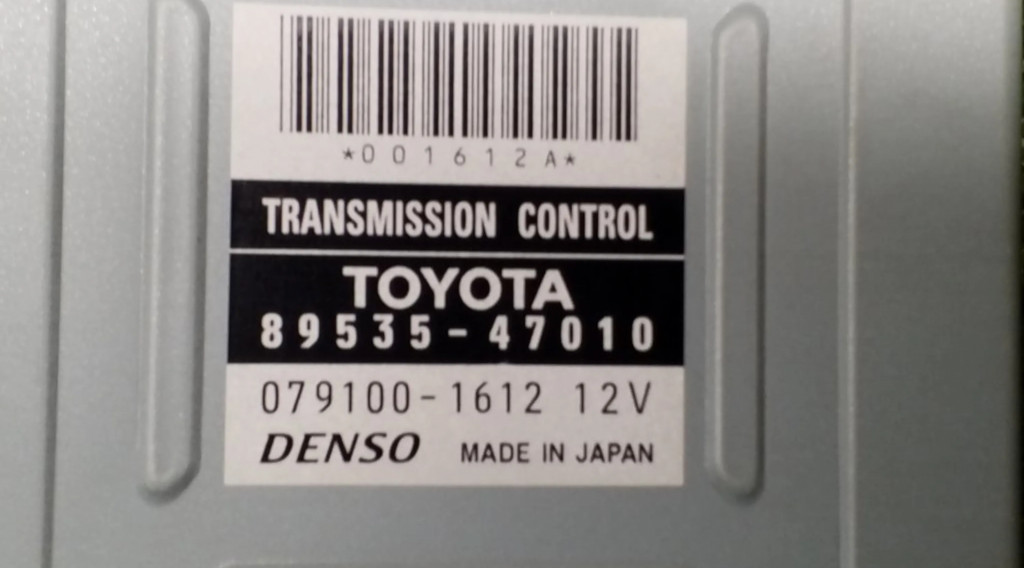 *001612A*
TRANSMISSION CONTROL
TOYOTA
89535-47010
079100-1612 12V
DENSO MADE IN JAPAN